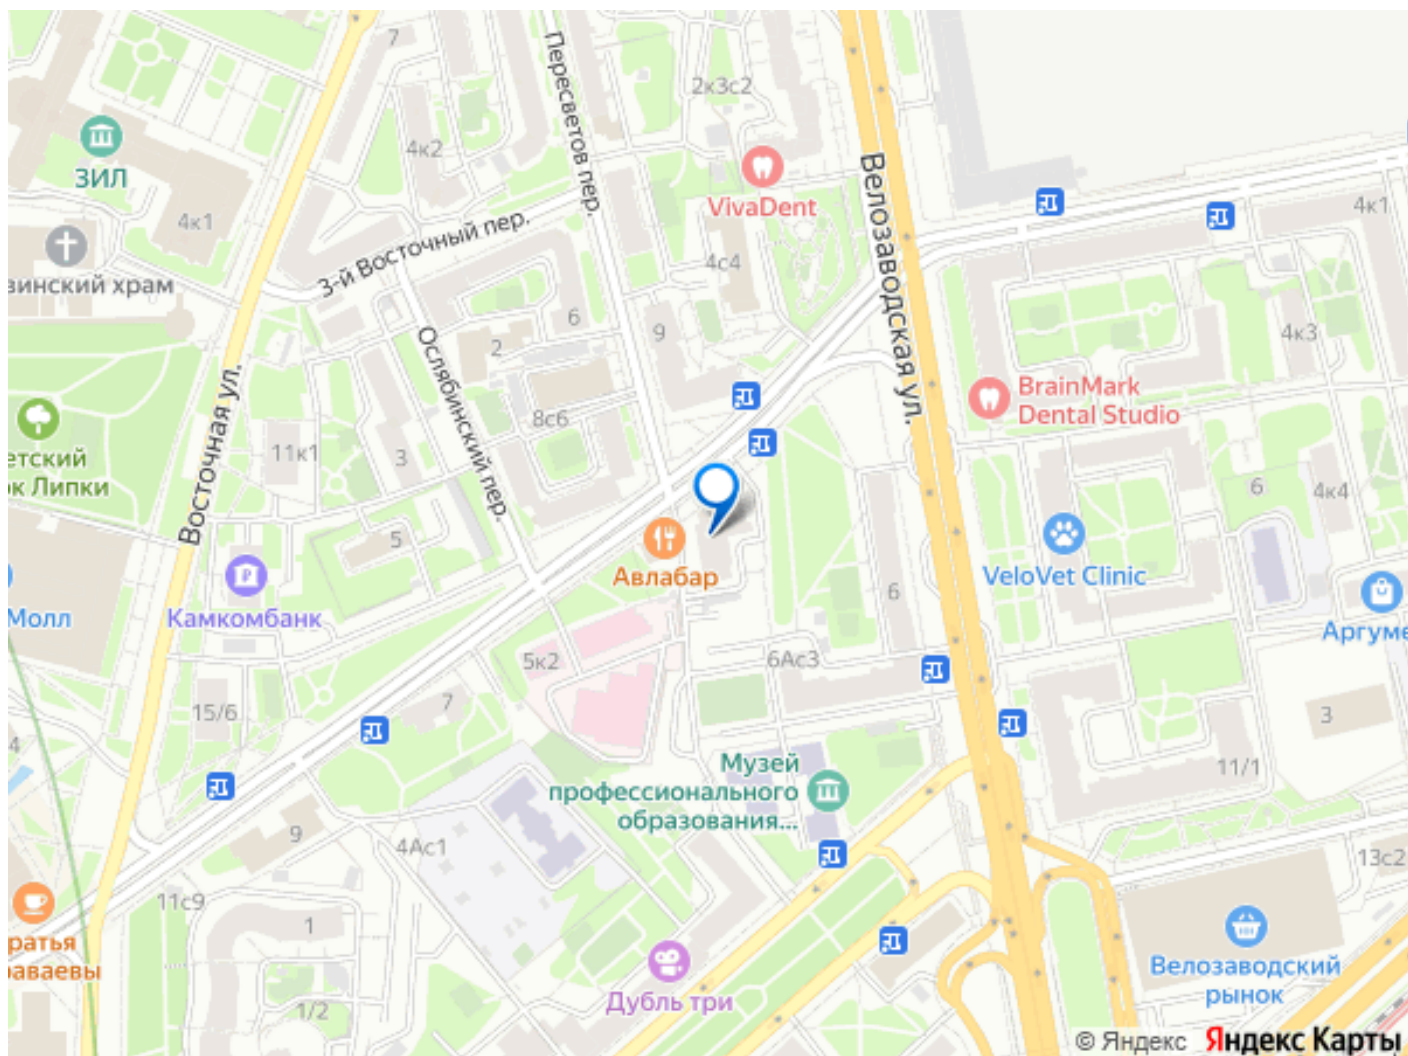 7
Пересветов пер.
2к3с2
ЗИЛ
4к2
VivaDent
Велозаводская ул.
4к1
4к1
3-й Восточный пер.
4с4
винский храм
6
9
2
4к3
Ослябинский пер.
BrainMark
Dental Studio
Восточная ул.
8с6
11к1
3
етский
ок Липки
6
4к4
5
Авлабар
VeloVet Clinic
6
Молл
Камкомбанк
Аргуме
5к2
6Ас3
15/6
7
3
4
Музей
профессионального
образования...
11/1
9
4Ас1
13с2
11с9
1
ратья
раваевы
Дубль три
Велозаводский
рынок
1/2
© Яндекс Яндекс Карты